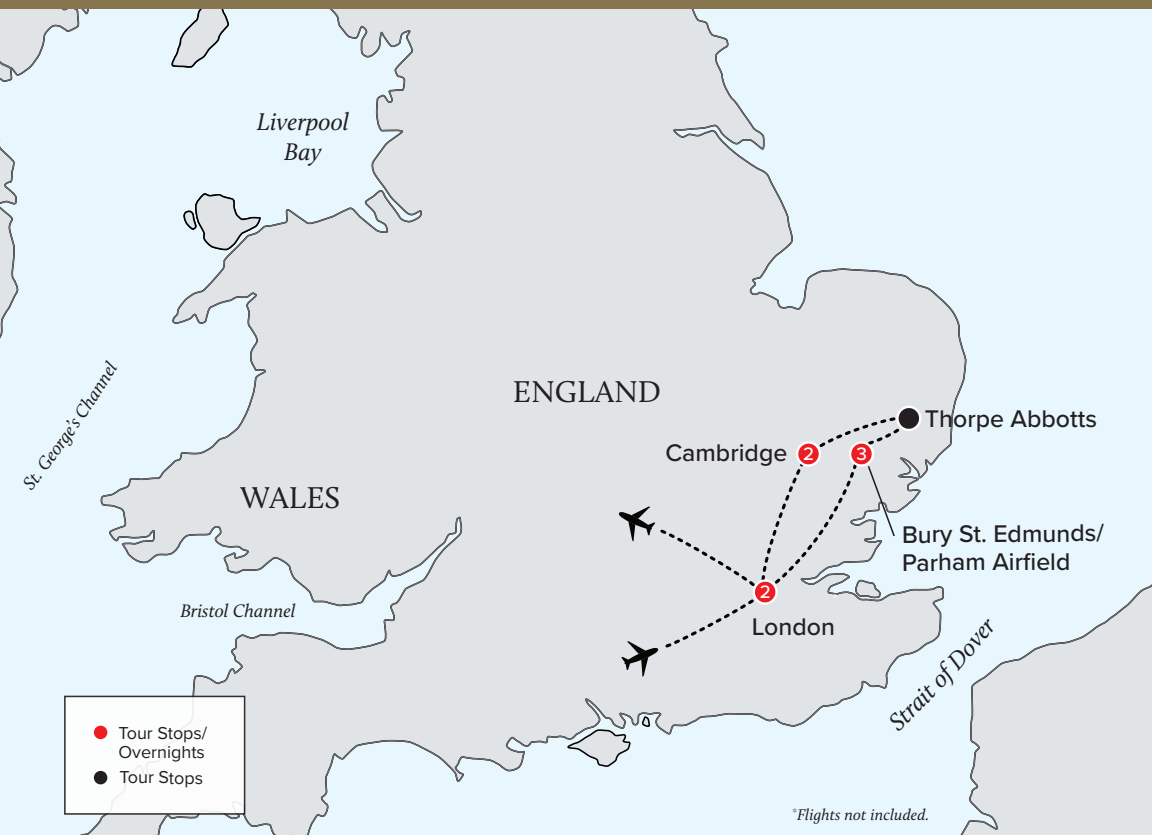 Liverpool
Bay
St. George's Channel
ENGLAND
Thorpe Abbotts
Cambridge
2
3
WALES
Bury St. Edmunds/
Parham Airfield
2
London
Bristol Channel
Strait of Dover
Tour Stops/
Overnights
Tour Stops
*Flights not included.